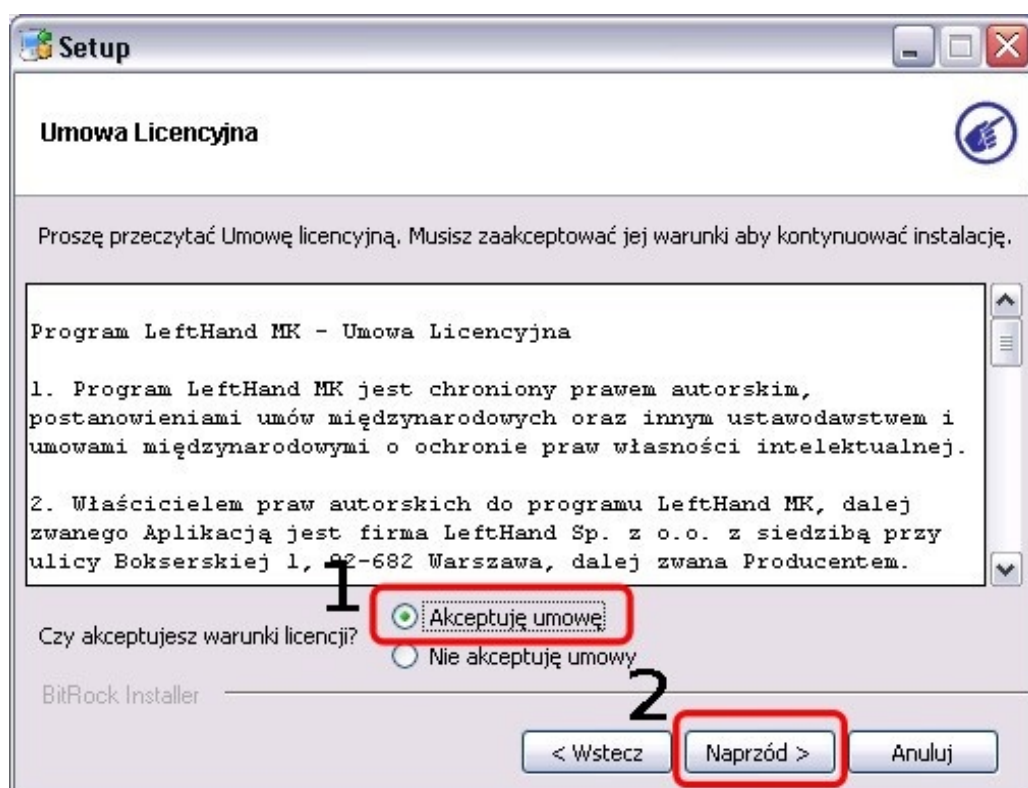 Setup
Umowa Licencyjna
Proszę przeczytać Umowę licencyjną. Musisz zaakceptować jej warunki aby kontynuować instalację.
Program LeftHand MK - Umowa Licencyjna
1. Program LeftHand MK jest chroniony prawem autorskim,
postanowieniami umów międzynarodowych oraz innym ustawodawstwem i
umowami międzynarodowymi o ochronie praw własności intelektualnej.
2. Właścicielem praw autorskich do programu LeftHand MK, dalej
zwanego Aplikacją jest firma LeftHand Sp. z o.o. z siedzibą przy
ulicy Bokserskiej 1, 02-682 Warszawa, dalej zwana Producentem.
1
Czy akceptujesz warunki licencji?
Akceptuję umowę
Nie akceptuję umowy
2
BitRock Installer
< Wstecz
Naprzód >
Anuluj